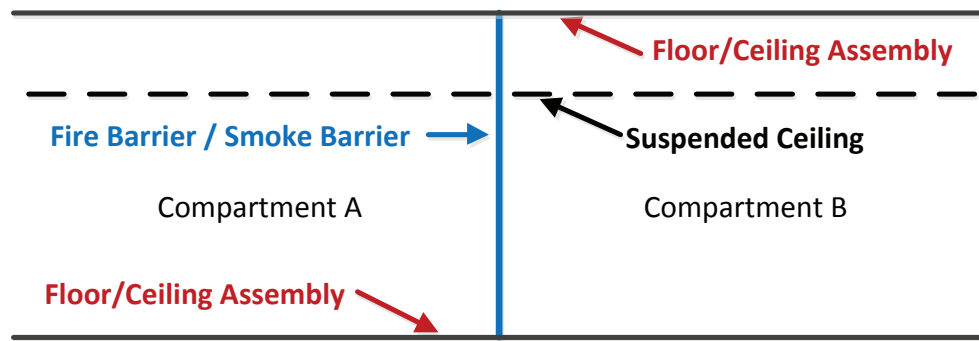 Floor/Ceiling Assembly
Fire Barrier / Smoke Barrier
Suspended Ceiling
Compartment A
Compartment B
Floor/Ceiling Assembly